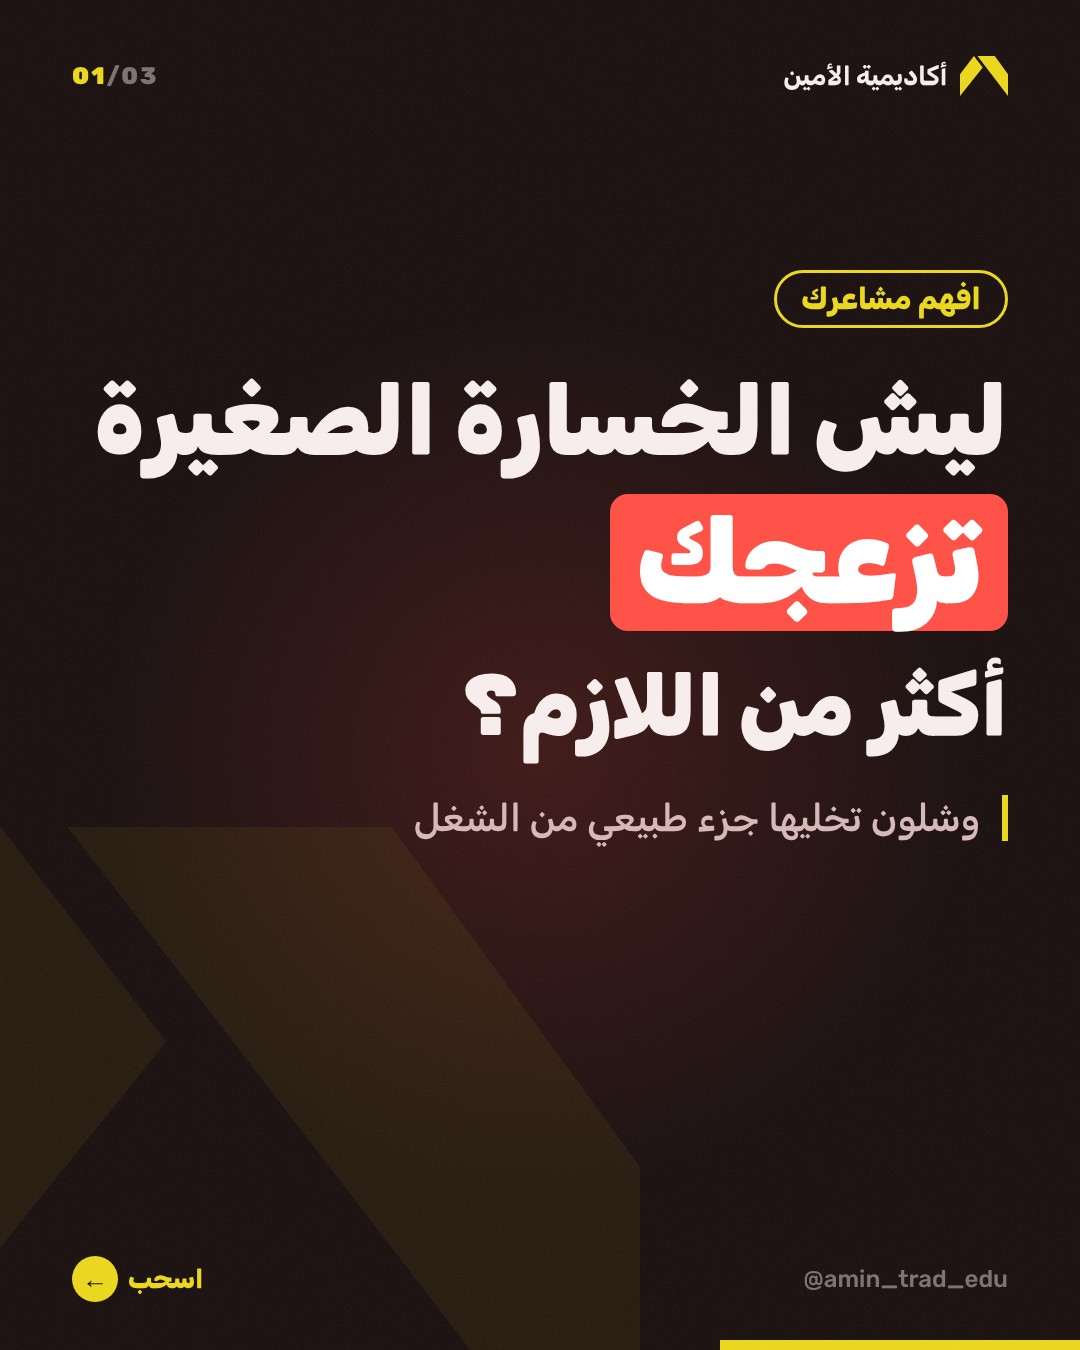 أكاديمية الأمين
01/03
افهم مشاعرك
ليش الخسارة الصغيرة
تزعجك
أكثر من اللازم؟
وشلون تخليها جزء طبيعي من الشغل
@amin_trad_edu
اسحب ←